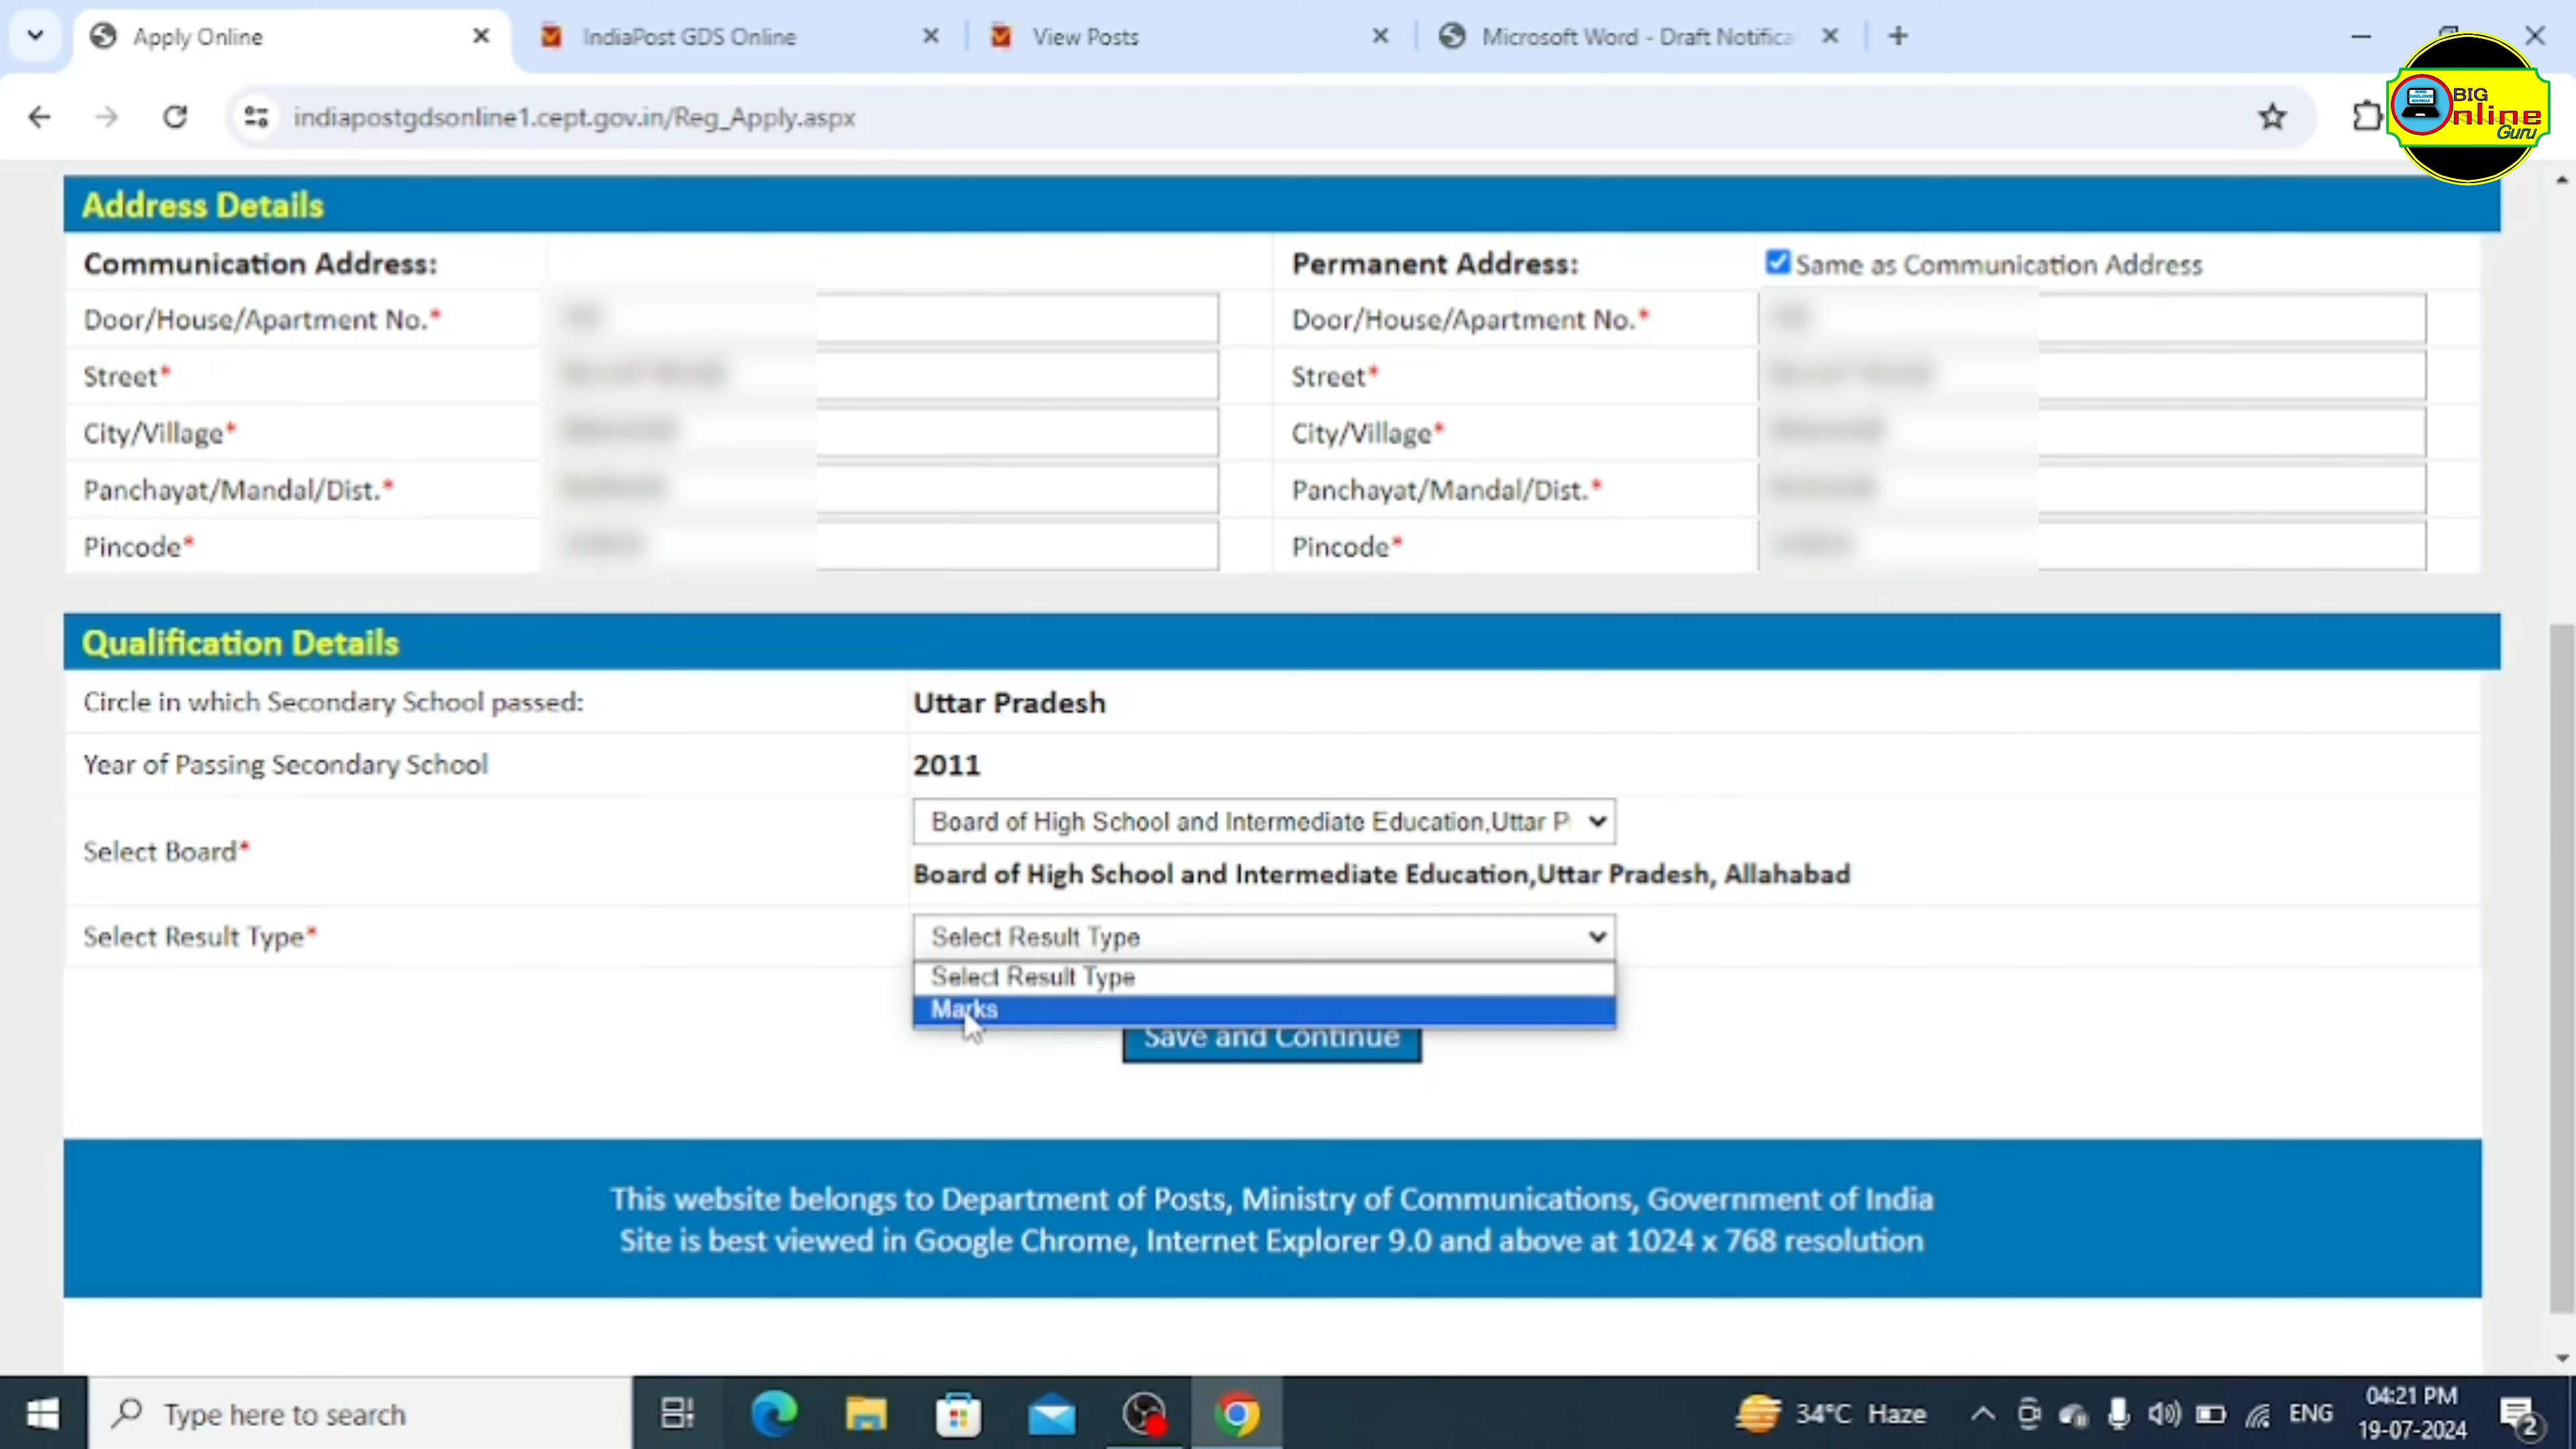 Apply Online
IndiaPost GDS Online
View Posts
Microsoft Word - Draft Notifica
indiapostgdsonline1.cept.gov.in/Reg_Apply.aspx
BIG
Online
Guru
Address Details
Communication Address:
Permanent Address:
Same as Communication Address
Door/House/Apartment No.*
Door/House/Apartment No.*
Street*
Street*
City/Village*
City/Village*
Panchayat/Mandal/Dist.*
Panchayat/Mandal/Dist.*
Pincode*
Pincode*
Qualification Details
Circle in which Secondary School passed:
Uttar Pradesh
Year of Passing Secondary School
2011
Select Board*
Board of High School and Intermediate Education,Uttar P
Board of High School and Intermediate Education,Uttar Pradesh, Allahabad
Select Result Type*
Select Result Type
Select Result Type
Marks
Save and Continue
This website belongs to Department of Posts, Ministry of Communications, Government of India
Site is best viewed in Google Chrome, Internet Explorer 9.0 and above at 1024 x 768 resolution
Type here to search
34°C Haze
ENG
04:21 PM
19-07-2024
2